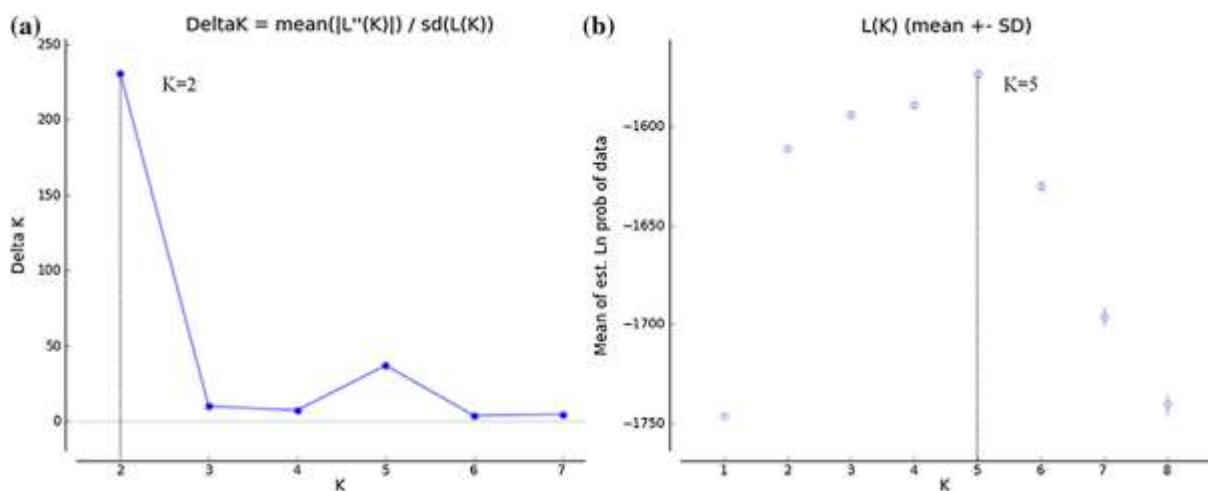 (a)
DeltaK = mean(|L''(K)|) / sd(L(K))
250
200
150
100
50
0
Delta K
K=2
2 3 4 5 6 7
K
(b)
L(K) (mean +- SD)
−1600
−1650
−1700
−1750
Mean of est. Ln prob of data
K=5
1 2 3 4 5 6 7 8
K